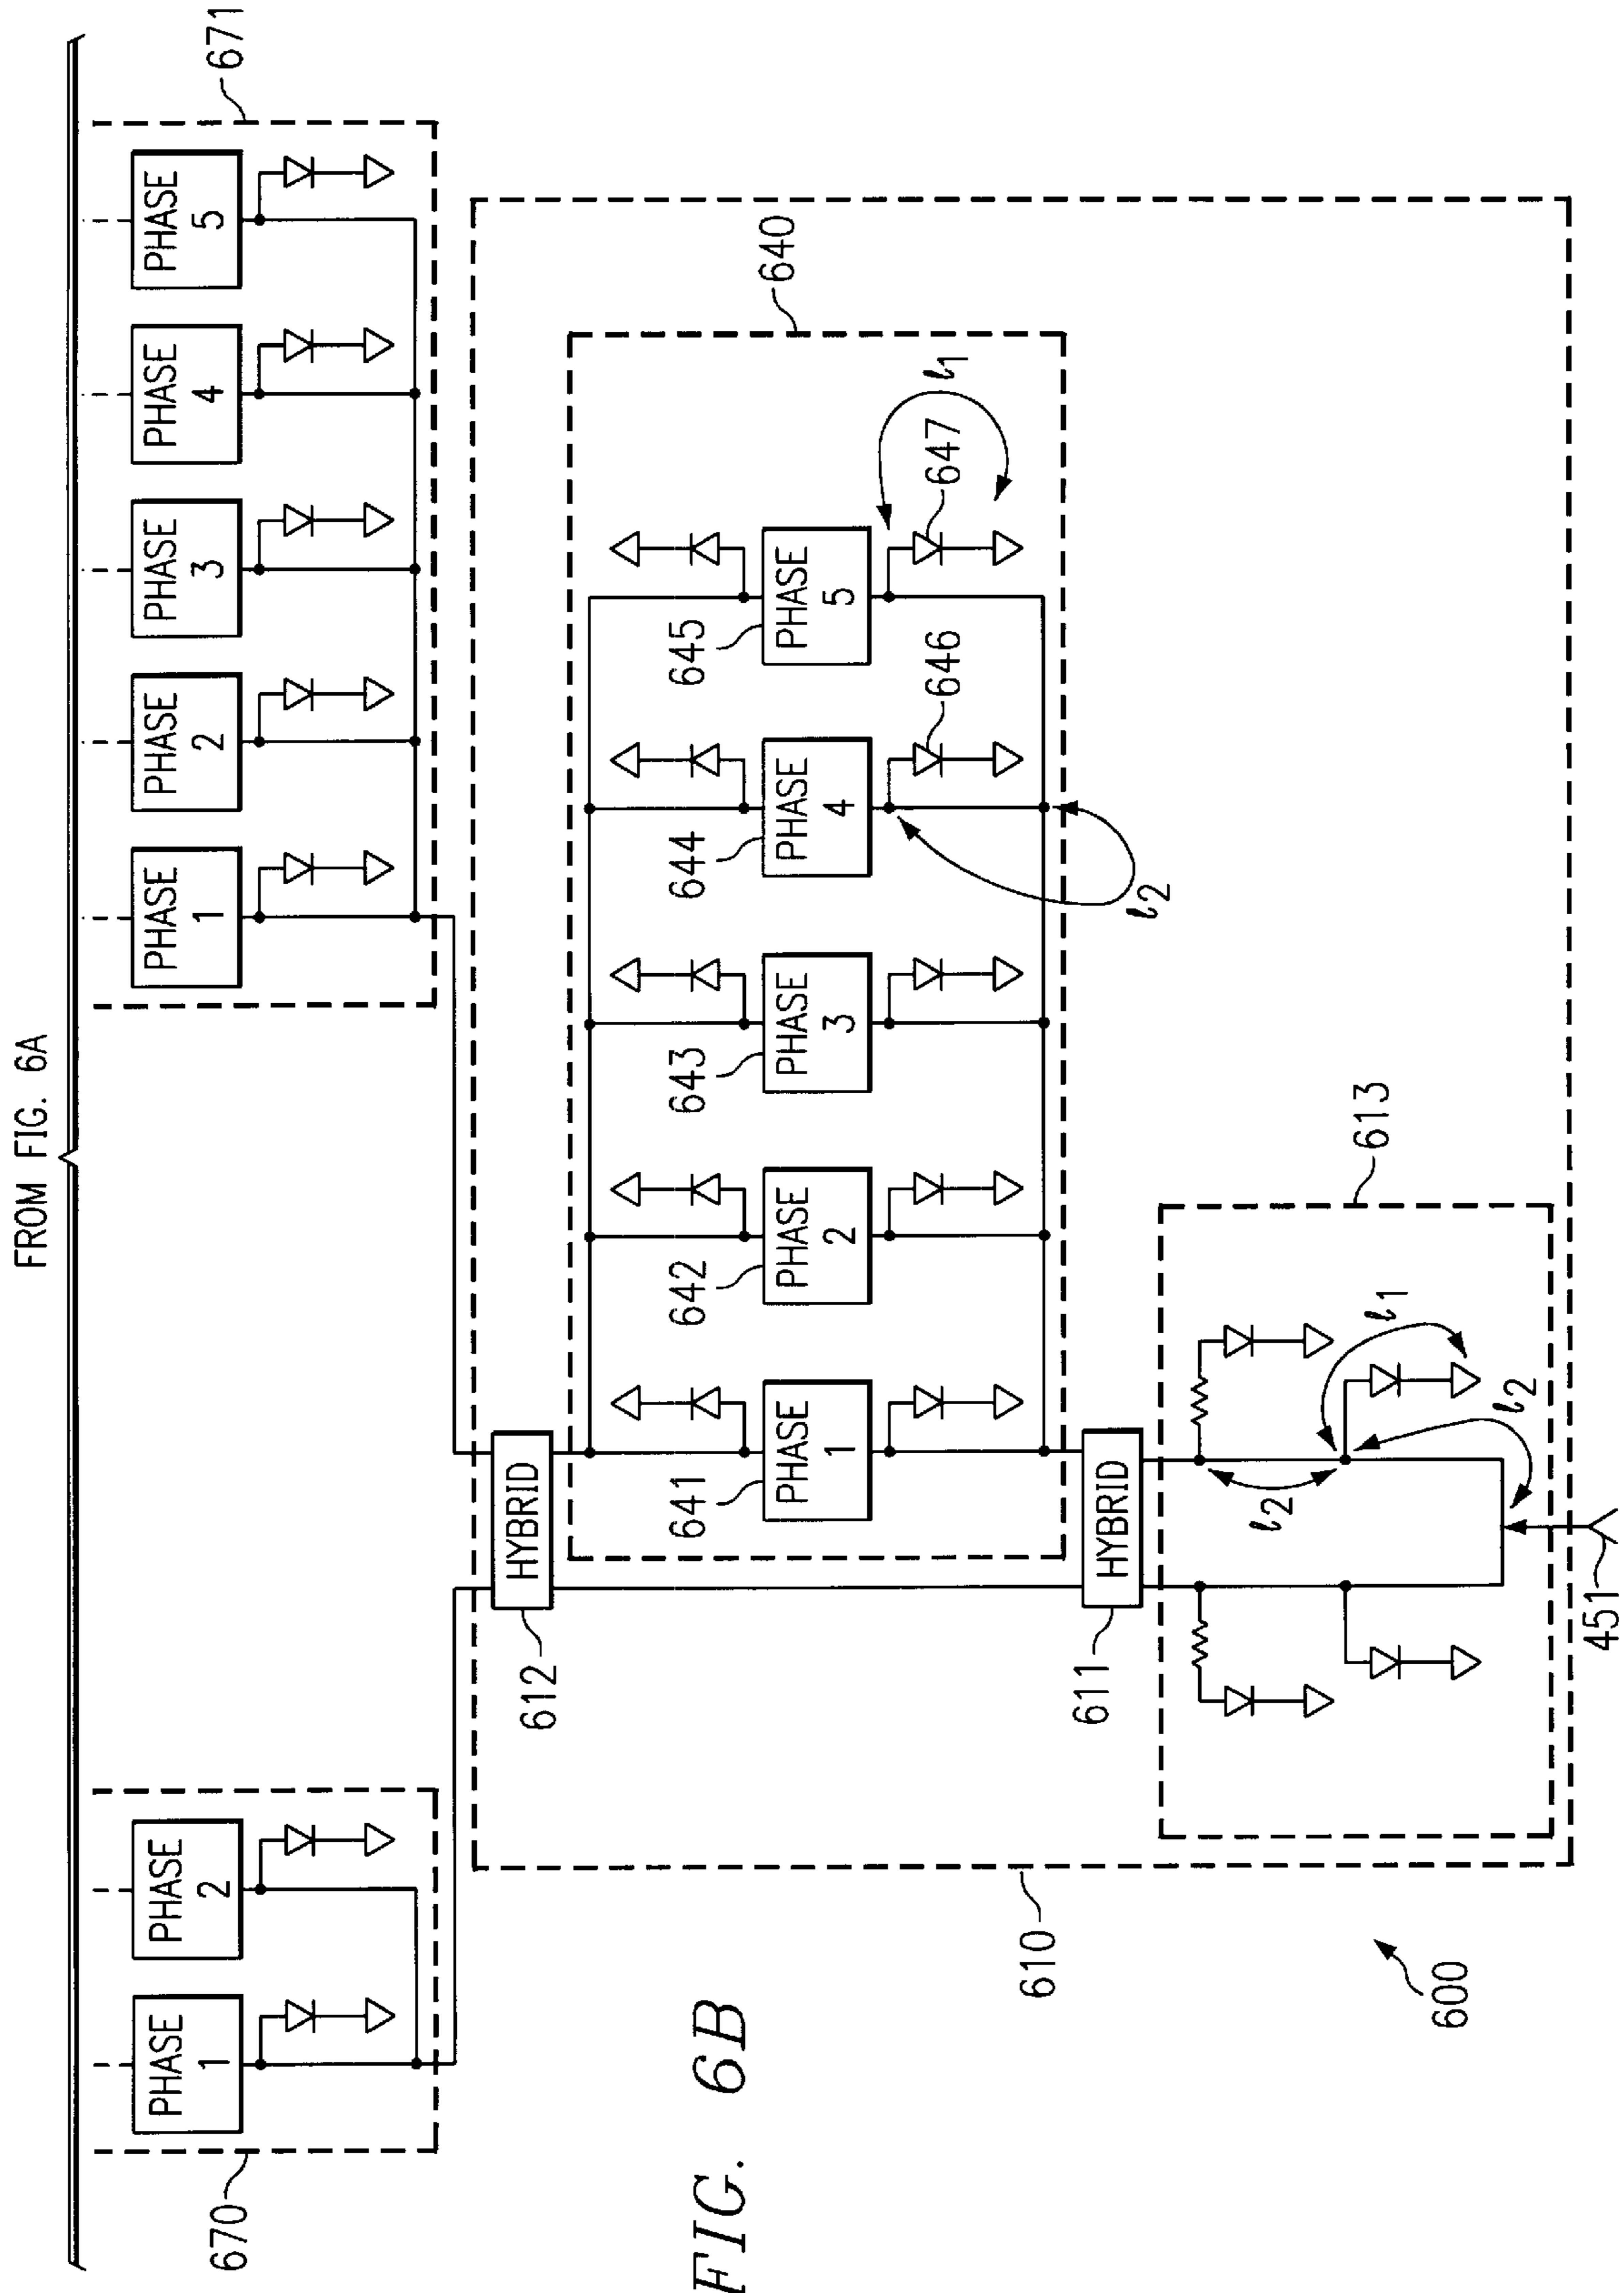 FROM FIG. 6A
671
PHASE 1
PHASE 2
PHASE 1
PHASE 2
PHASE 3
PHASE 4
PHASE 5
670
640
612
HYBRID
641
642
643
644
645
PHASE 1
PHASE 2
PHASE 3
PHASE 4
PHASE 5
646
647
ℓ1
ℓ2
611
HYBRID
613
ℓ2
ℓ1
ℓ2
451
610
600
FIG. 6B